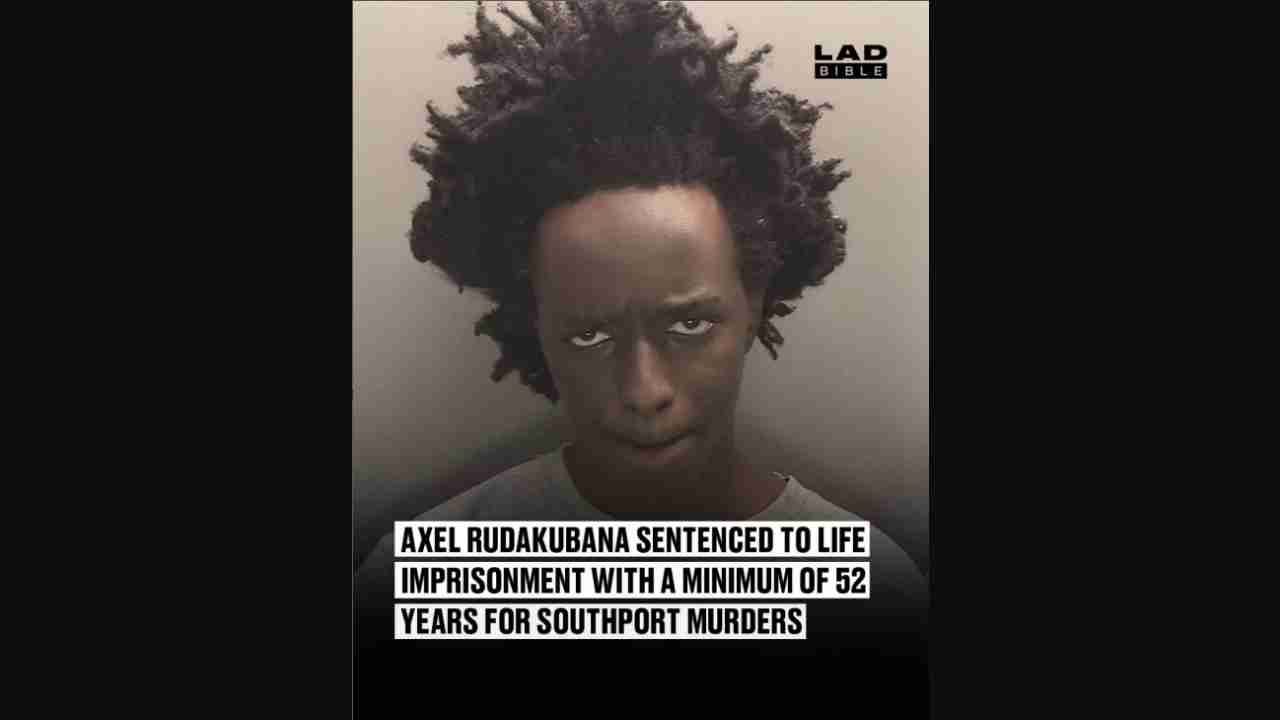 LAD
BIBLE
AXEL RUDAKUBANA SENTENCED TO LIFE
IMPRISONMENT WITH A MINIMUM OF 52
YEARS FOR SOUTHPORT MURDERS